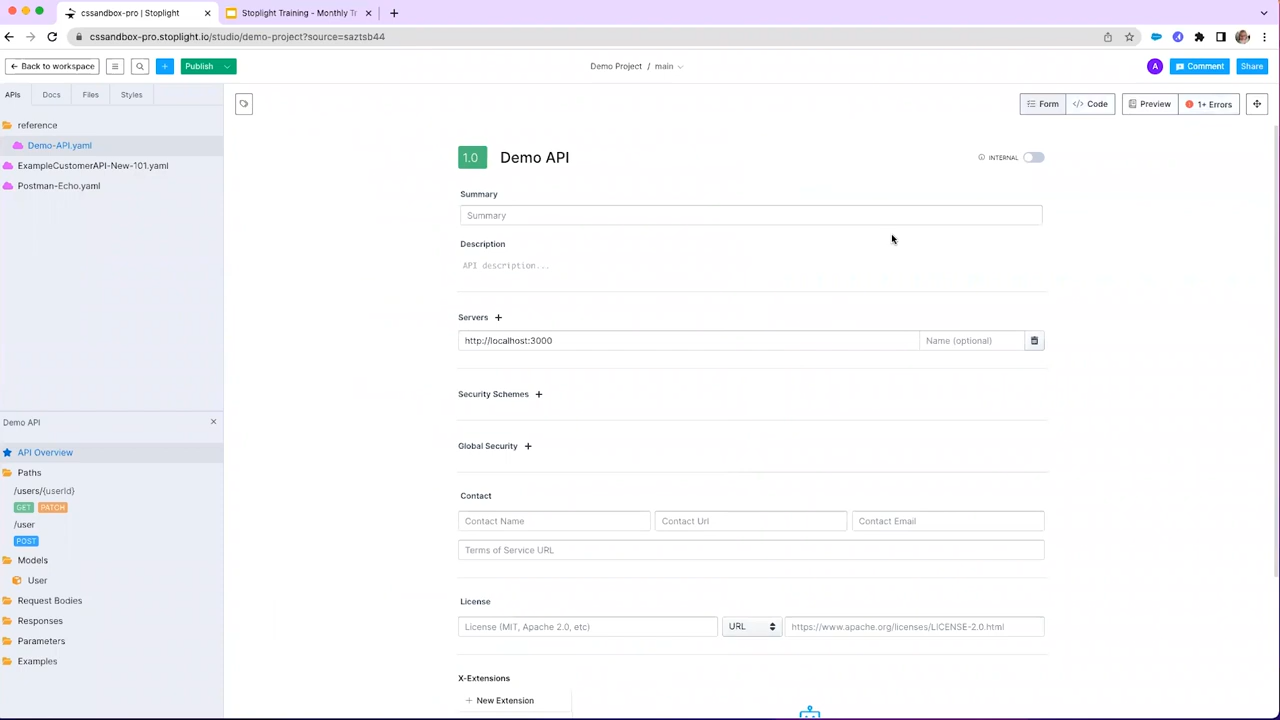 cssandbox-pro | Stoplight
Stoplight Training - Monthly Tr
cssandbox-pro.stoplight.io/studio/demo-project?source=saztsb44
Back to workspace
Publish
Demo Project / main
A
Comment
Share
APIs Docs Files Styles
Form
Code
Preview
1+ Errors
reference
Demo-API.yaml
ExampleCustomerAPI-New-101.yaml
Postman-Echo.yaml
1.0 Demo API
INTERNAL
Summary
Summary
Description
API description...
Servers +
http://localhost:3000
Name (optional)
Security Schemes +
Global Security +
Contact
Contact Name
Contact Url
Contact Email
Terms of Service URL
License
License (MIT, Apache 2.0, etc)
URL
https://www.apache.org/licenses/LICENSE-2.0.html
X-Extensions
+ New Extension
Demo API
API Overview
Paths
/users/{userId}
GET PATCH
/user
POST
Models
User
Request Bodies
Responses
Parameters
Examples